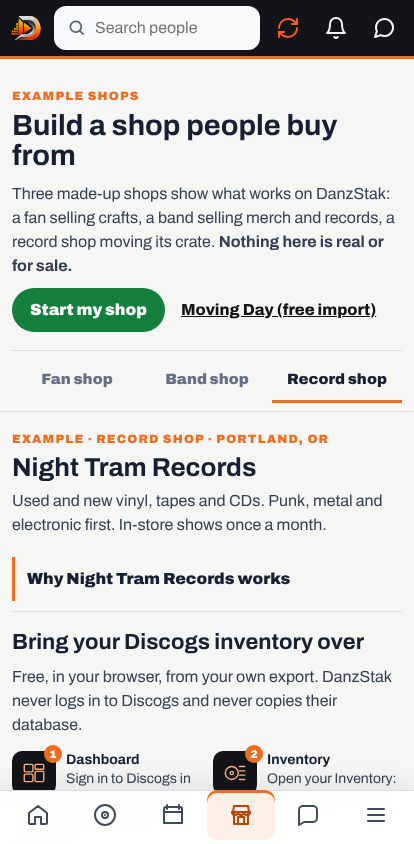 Search people
EXAMPLE SHOPS
Build a shop people buy
from
Three made-up shops show what works on DanzStak:
a fan selling crafts, a band selling merch and records, a
record shop moving its crate. Nothing here is real or
for sale.
Start my shop
Moving Day (free import)
Fan shop
Band shop
Record shop
EXAMPLE · RECORD SHOP · PORTLAND, OR
Night Tram Records
Used and new vinyl, tapes and CDs. Punk, metal and
electronic first. In-store shows once a month.
Why Night Tram Records works
Bring your Discogs inventory over
Free, in your browser, from your own export. DanzStak
never logs in to Discogs and never copies their
database.
1
Dashboard
Sign in to Discogs in
2
Inventory
Open your Inventory: